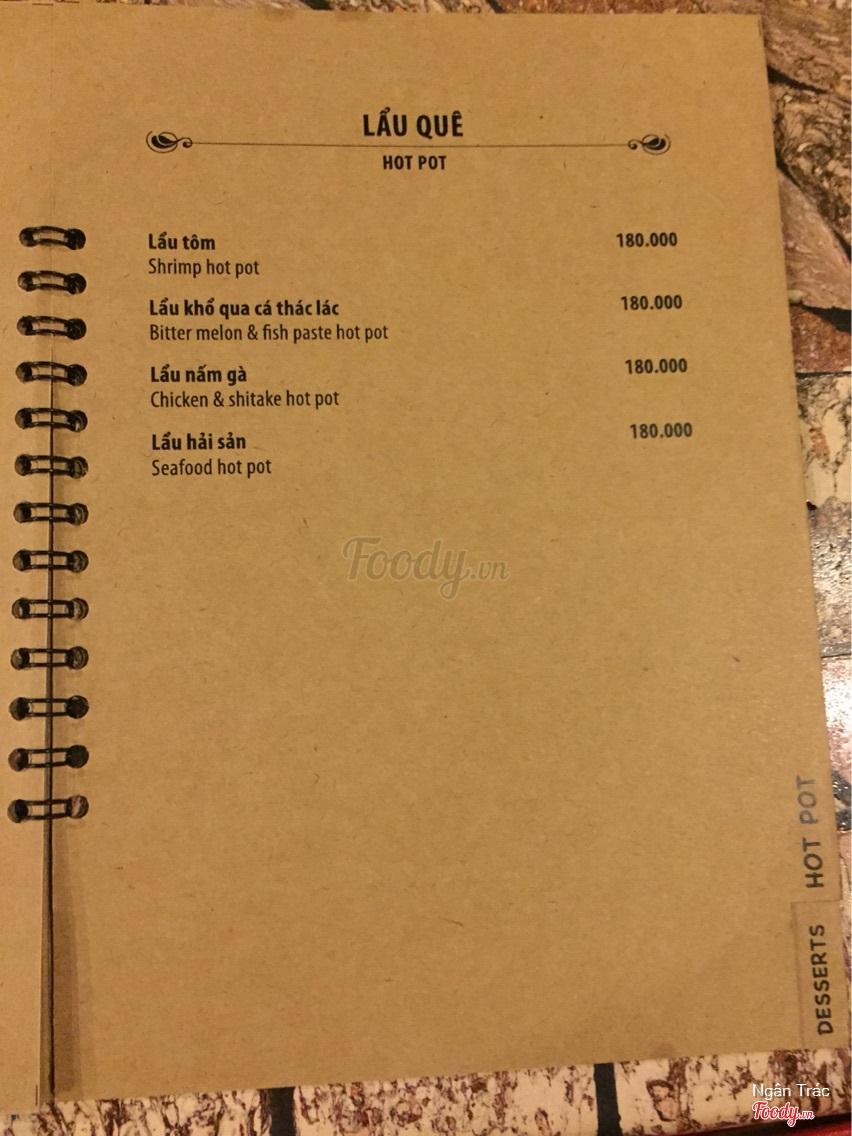 LẨU QUÊ
HOT POT
Lẩu tôm 180.000
Shrimp hot pot
Lẩu khổ qua cá thác lác 180.000
Bitter melon & fish paste hot pot
Lẩu nấm gà 180.000
Chicken & shitake hot pot
Lẩu hải sản 180.000
Seafood hot pot
Foody.vn
HOT POT
DESSERTS
Ngân Trác
Foody.vn